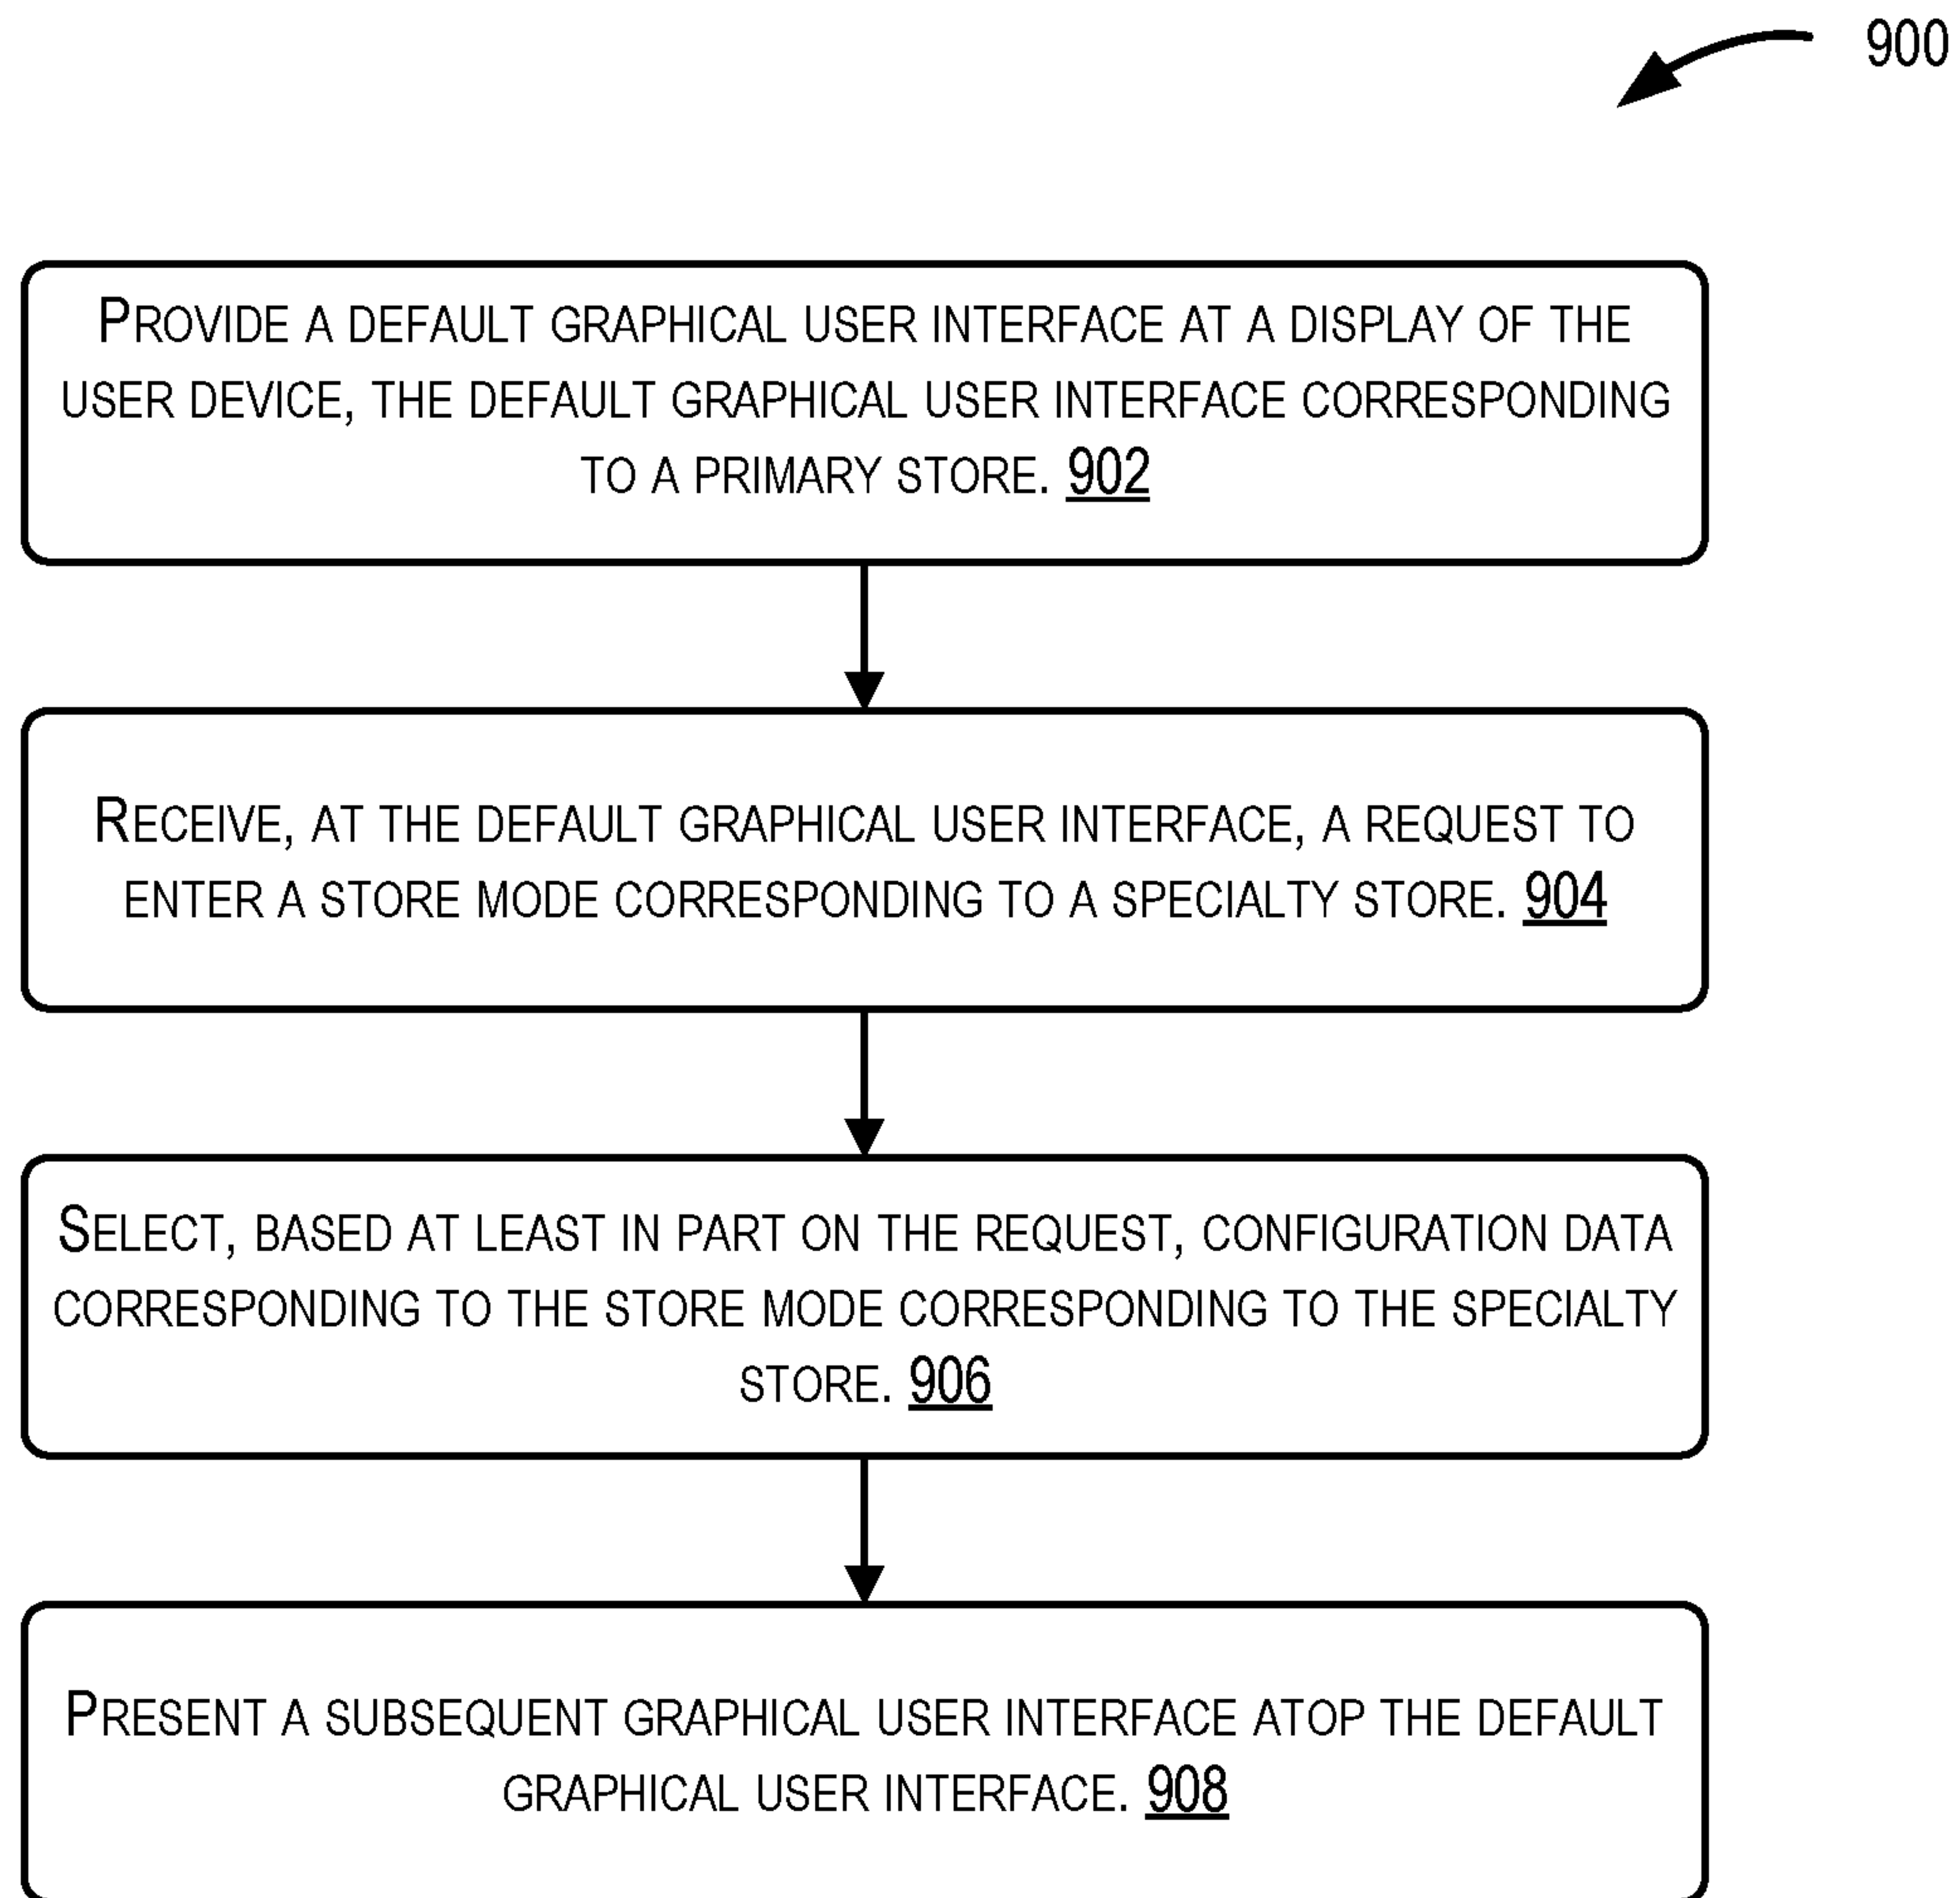 900
PROVIDE A DEFAULT GRAPHICAL USER INTERFACE AT A DISPLAY OF THE
USER DEVICE, THE DEFAULT GRAPHICAL USER INTERFACE CORRESPONDING
TO A PRIMARY STORE. 902
RECEIVE, AT THE DEFAULT GRAPHICAL USER INTERFACE, A REQUEST TO
ENTER A STORE MODE CORRESPONDING TO A SPECIALTY STORE. 904
SELECT, BASED AT LEAST IN PART ON THE REQUEST, CONFIGURATION DATA
CORRESPONDING TO THE STORE MODE CORRESPONDING TO THE SPECIALTY
STORE. 906
PRESENT A SUBSEQUENT GRAPHICAL USER INTERFACE ATOP THE DEFAULT
GRAPHICAL USER INTERFACE. 908